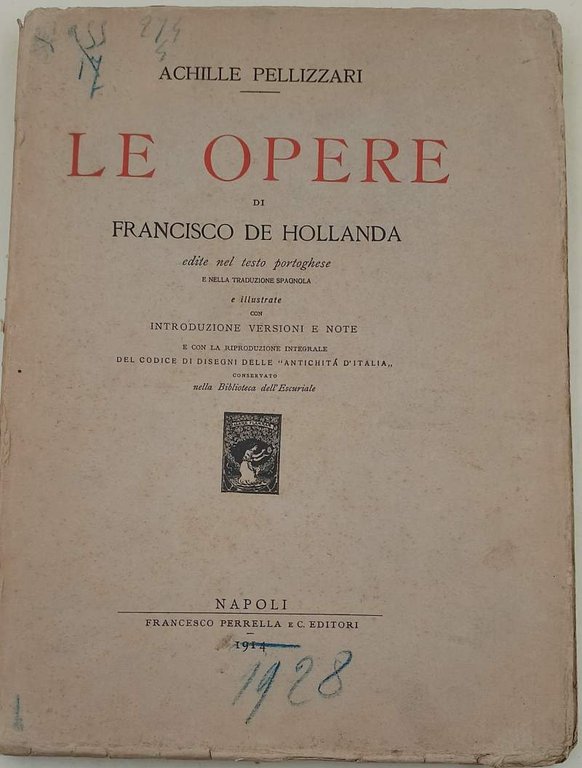 ACHILLE PELLIZZARI
LE OPERE
DI
FRANCISCO DE HOLLANDA
edite nel testo portoghese
E NELLA TRADUZIONE SPAGNOLA
e illustrate
CON
INTRODUZIONE VERSIONI E NOTE
E CON LA RIPRODUZIONE INTEGRALE
DEL CODICE DI DISEGNI DELLE "ANTICHITÁ D'ITALIA„
CONSERVATO
nella Biblioteca dell'Escuriale
NAPOLI
FRANCESCO PERRELLA E C. EDITORI
1914
1928